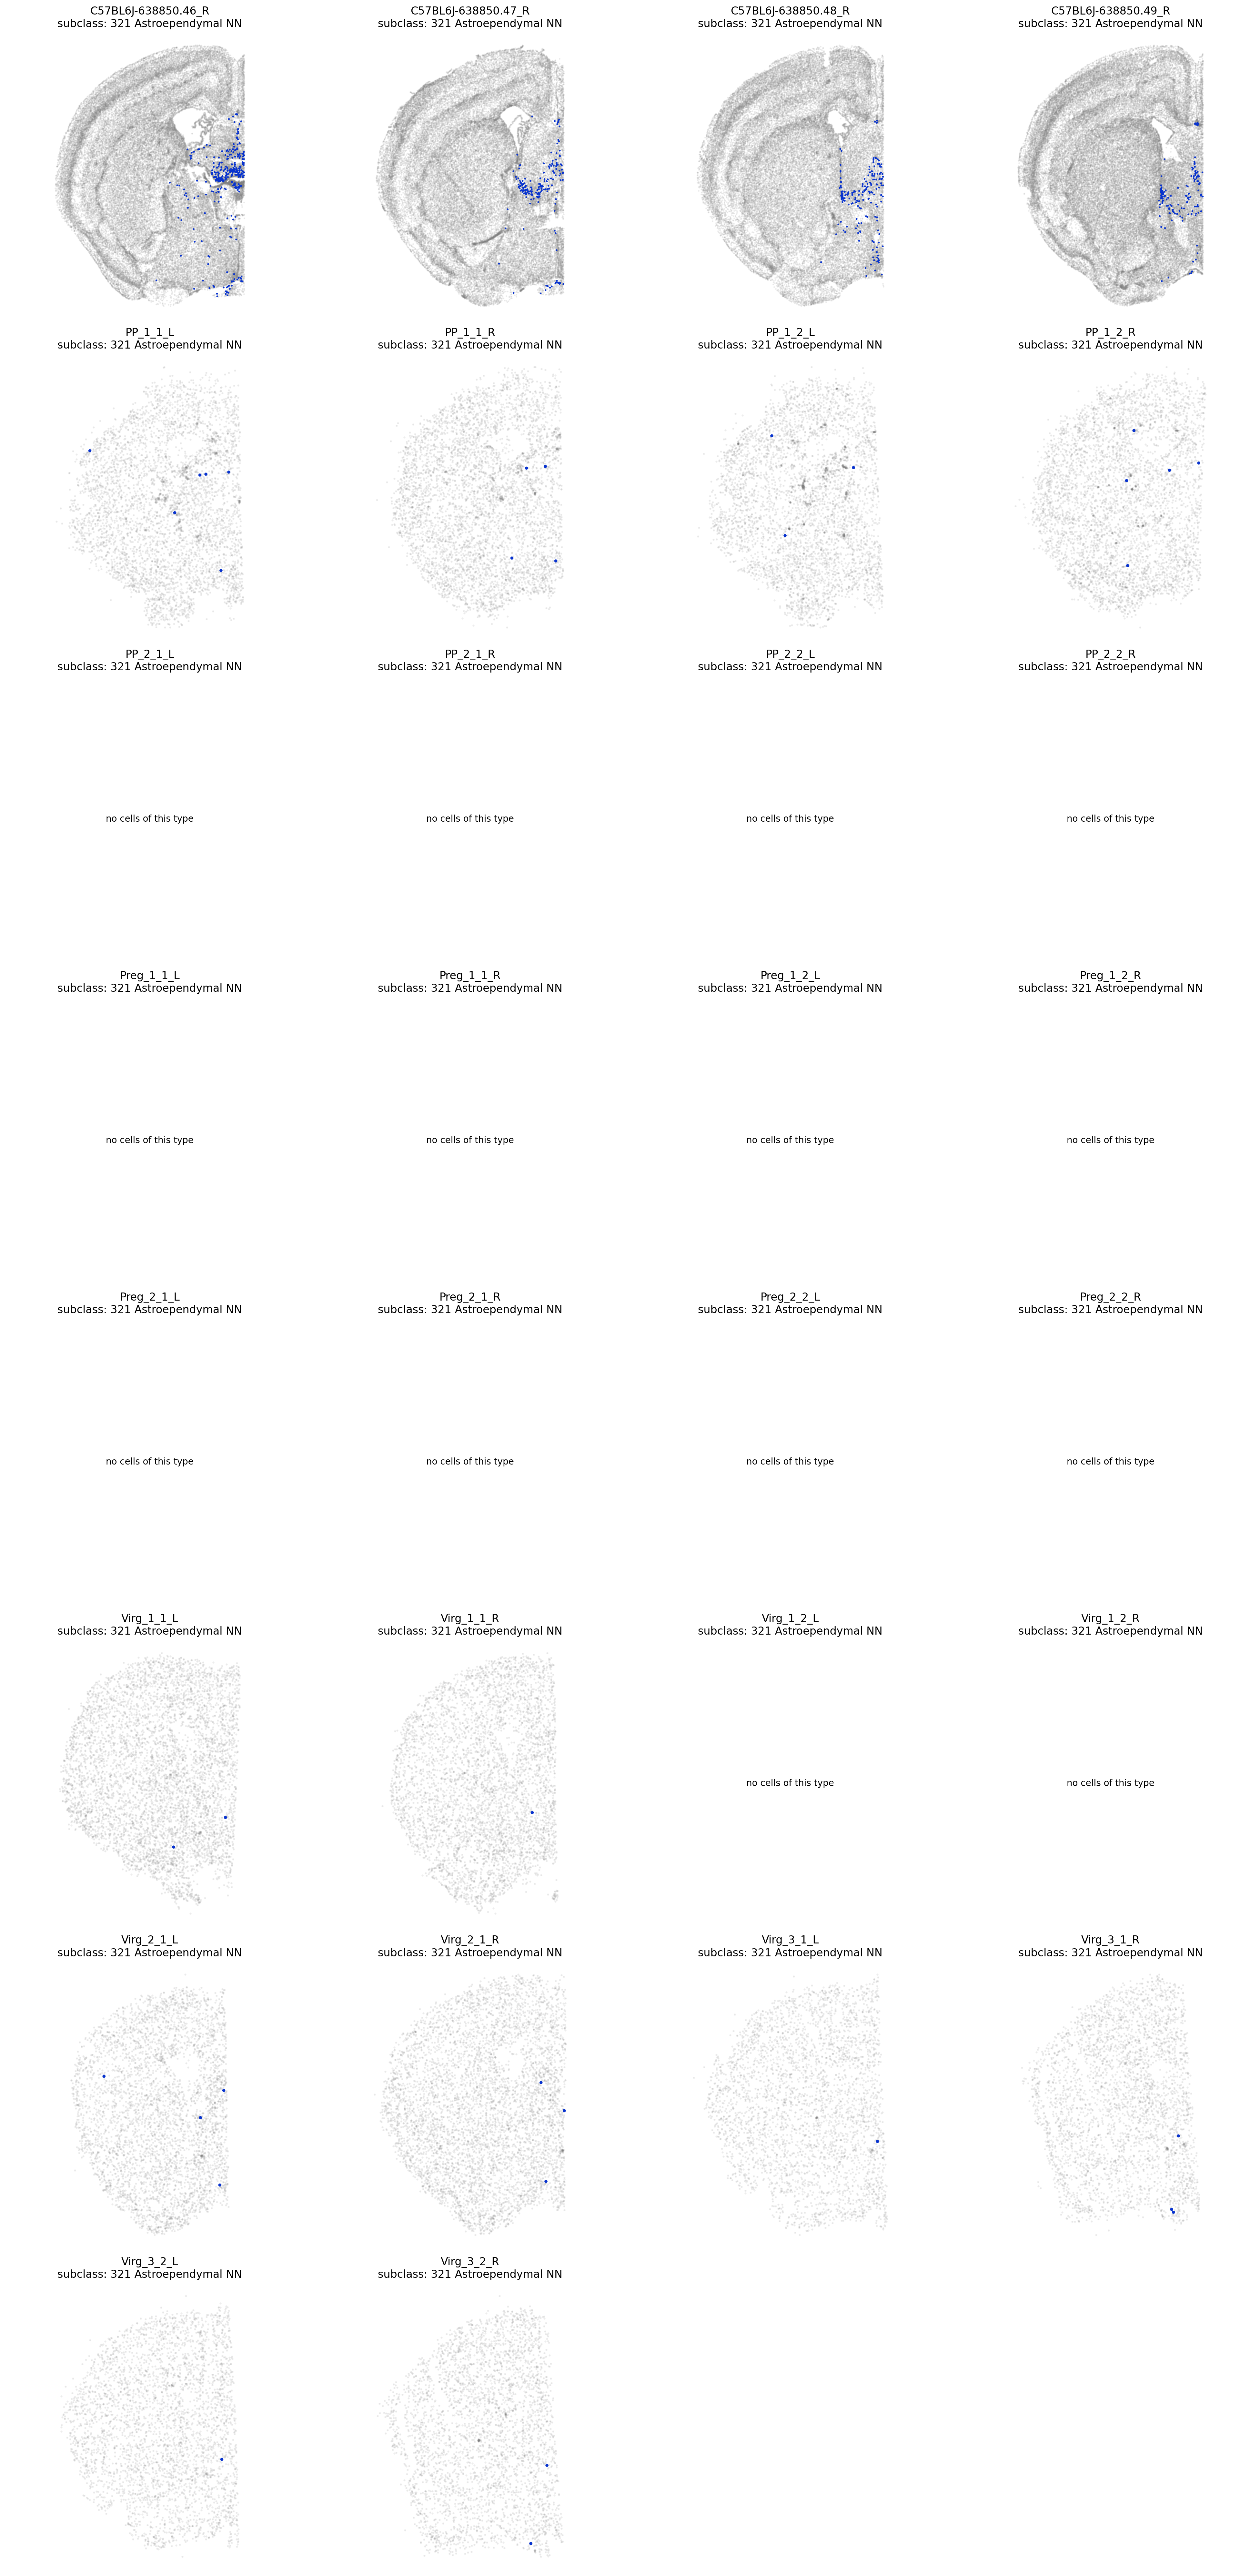 C57BL6J-638850.46_R
subclass: 321 Astroependymal NN
C57BL6J-638850.47_R
subclass: 321 Astroependymal NN
C57BL6J-638850.48_R
subclass: 321 Astroependymal NN
C57BL6J-638850.49_R
subclass: 321 Astroependymal NN
PP_1_1_L
subclass: 321 Astroependymal NN
PP_1_1_R
subclass: 321 Astroependymal NN
PP_1_2_L
subclass: 321 Astroependymal NN
PP_1_2_R
subclass: 321 Astroependymal NN
PP_2_1_L
subclass: 321 Astroependymal NN
no cells of this type
PP_2_1_R
subclass: 321 Astroependymal NN
no cells of this type
PP_2_2_L
subclass: 321 Astroependymal NN
no cells of this type
PP_2_2_R
subclass: 321 Astroependymal NN
no cells of this type
Preg_1_1_L
subclass: 321 Astroependymal NN
no cells of this type
Preg_1_1_R
subclass: 321 Astroependymal NN
no cells of this type
Preg_1_2_L
subclass: 321 Astroependymal NN
no cells of this type
Preg_1_2_R
subclass: 321 Astroependymal NN
no cells of this type
Preg_2_1_L
subclass: 321 Astroependymal NN
no cells of this type
Preg_2_1_R
subclass: 321 Astroependymal NN
no cells of this type
Preg_2_2_L
subclass: 321 Astroependymal NN
no cells of this type
Preg_2_2_R
subclass: 321 Astroependymal NN
no cells of this type
Virg_1_1_L
subclass: 321 Astroependymal NN
Virg_1_1_R
subclass: 321 Astroependymal NN
Virg_1_2_L
subclass: 321 Astroependymal NN
no cells of this type
Virg_1_2_R
subclass: 321 Astroependymal NN
no cells of this type
Virg_2_1_L
subclass: 321 Astroependymal NN
Virg_2_1_R
subclass: 321 Astroependymal NN
Virg_3_1_L
subclass: 321 Astroependymal NN
Virg_3_1_R
subclass: 321 Astroependymal NN
Virg_3_2_L
subclass: 321 Astroependymal NN
Virg_3_2_R
subclass: 321 Astroependymal NN